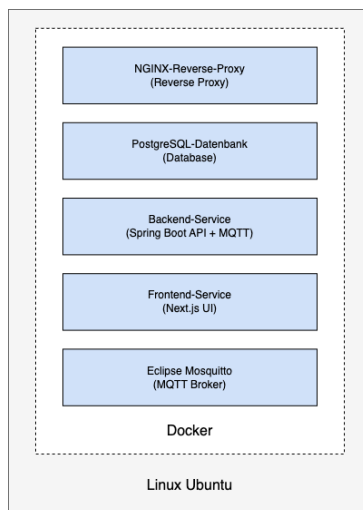 NGINX-Reverse-Proxy
(Reverse Proxy)
PostgreSQL-Datenbank
(Database)
Backend-Service
(Spring Boot API + MQTT)
Frontend-Service
(Next.js UI)
Eclipse Mosquitto
(MQTT Broker)
Docker
Linux Ubuntu